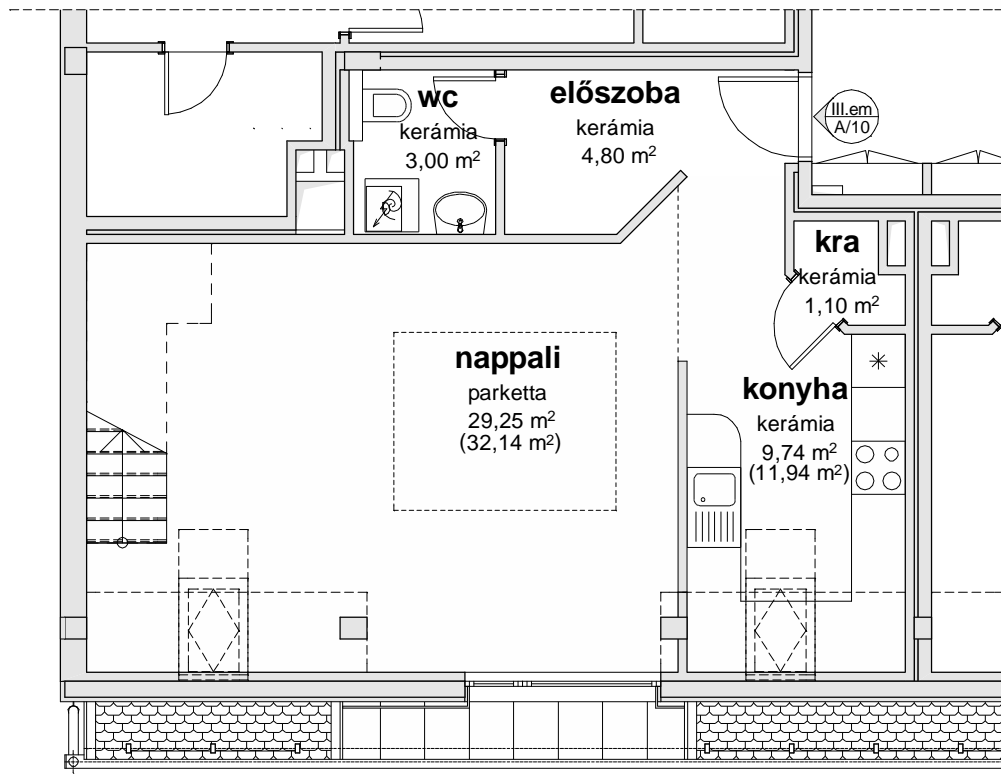 wc
kerámia
3,00 m²
előszoba
kerámia
4,80 m²
III.em
A/10
kra
kerámia
1,10 m²
nappali
parketta
29,25 m²
(32,14 m²)
konyha
kerámia
9,74 m²
(11,94 m²)